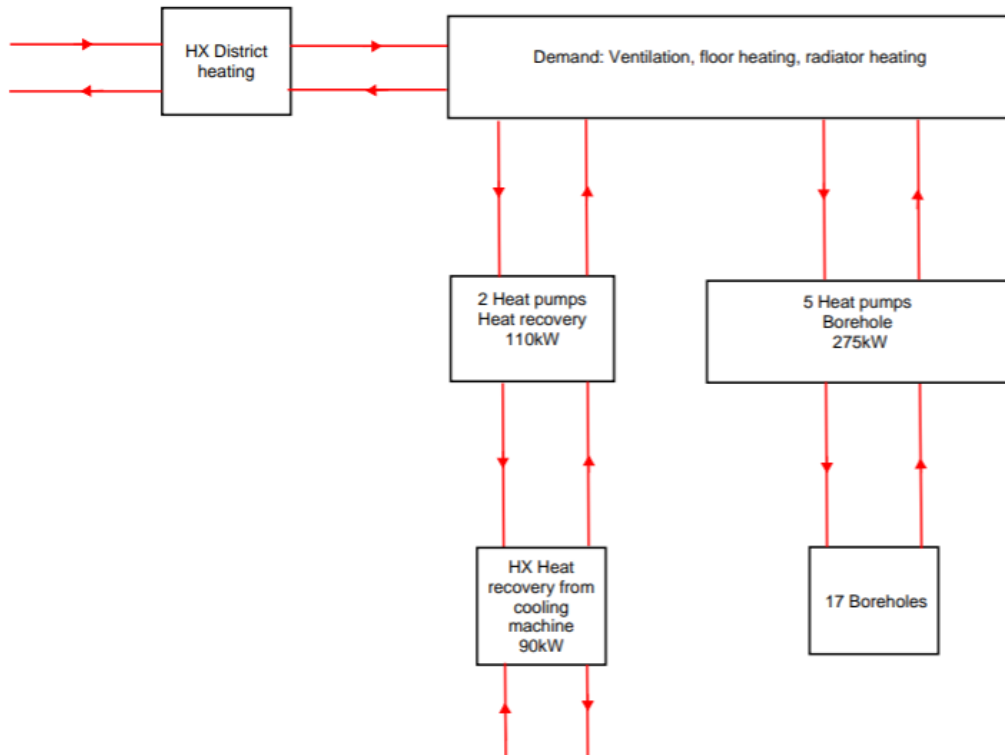 HX District
heating
Demand: Ventilation, floor heating, radiator heating
2 Heat pumps
Heat recovery
110kW
5 Heat pumps
Borehole
275kW
HX Heat
recovery from
cooling
machine
90kW
17 Boreholes